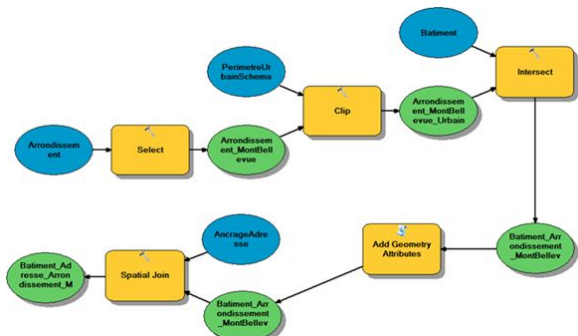 Batiment
Intersect
PerimetreUr
banSchema
Clip
Arrondissem
ent_MontBell
evue_Urbain
Arrondissem
ent
Select
Arrondissem
ent_MontBell
evue
AncrageAdre
sse
Add Geometry
Attributes
Batiment_Arr
ondissement
_MontBellev
Batiment_Ad
resse_Arron
dissement_M
Spatial Join
Batiment_Arr
ondissement
_MontBellev